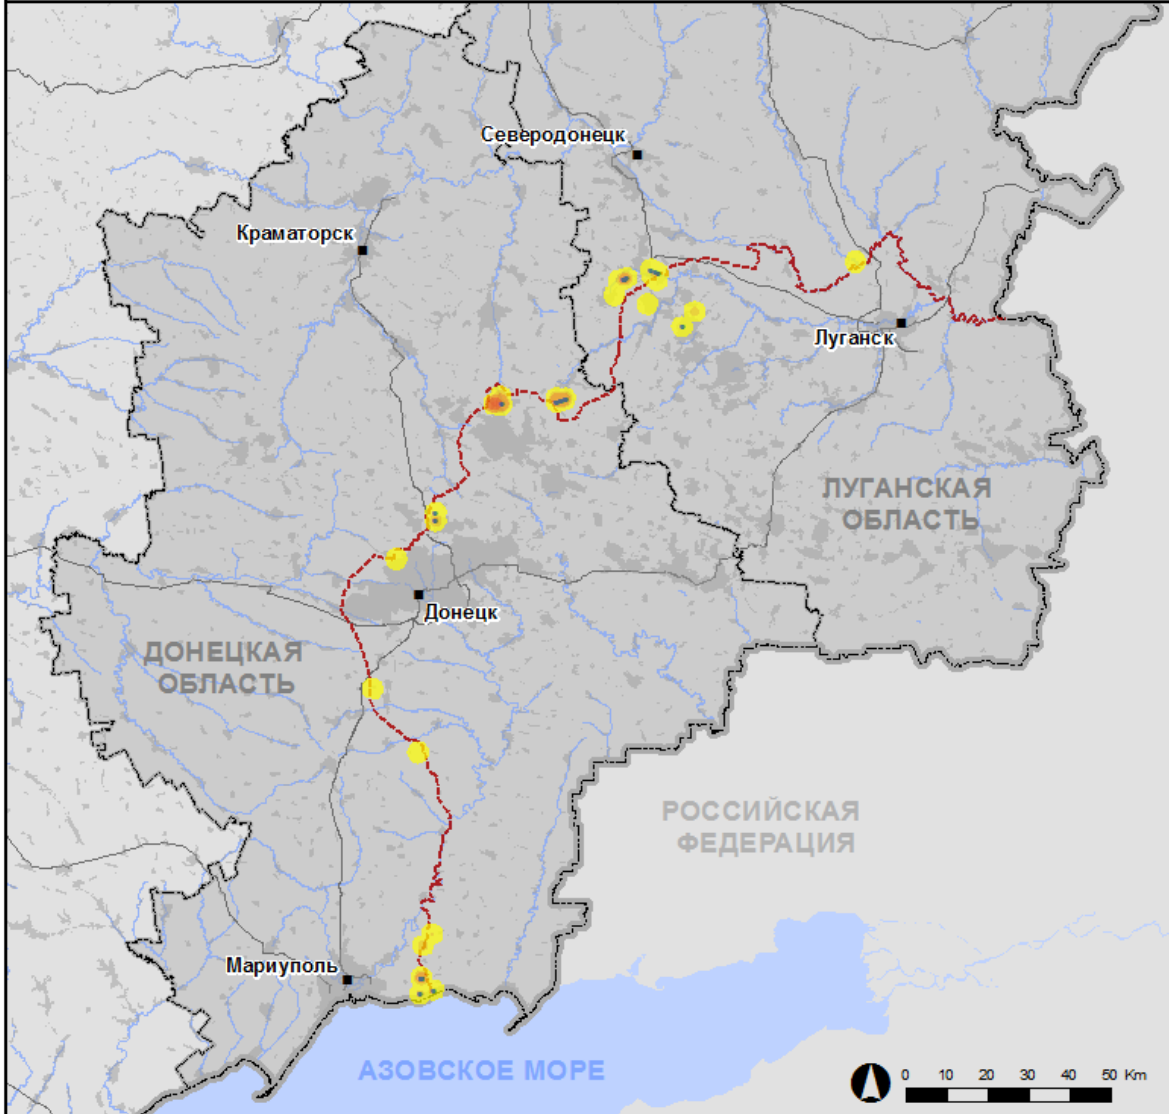 Северодонецк
Краматорск
Луганск
ЛУГАНСКАЯ
ОБЛАСТЬ
Донецк
ДОНЕЦКАЯ
ОБЛАСТЬ
РОССИЙСКАЯ
ФЕДЕРАЦИЯ
Мариуполь
АЗОВСКОЕ МОРЕ
0 10 20 30 40 50 Km